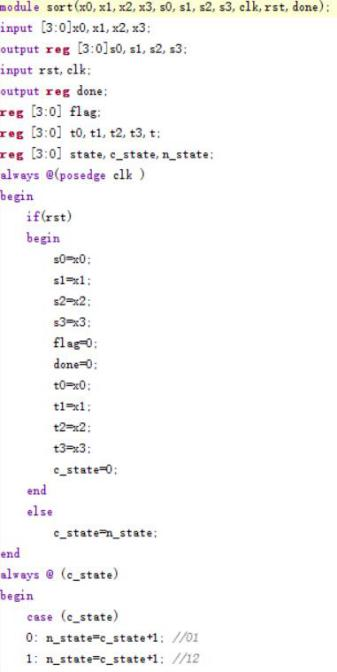 module sort(x0,x1,x2,x3,s0,s1,s2,s3,clk,rst,done);
input [3:0]x0,x1,x2,x3;
output reg [3:0]s0,s1,s2,s3;
input rst,clk;
output reg done;
reg [3:0] flag;
reg [3:0] t0,t1,t2,t3,t;
reg [3:0] state,c_state,n_state;
always @(posedge clk )
begin
if(rst)
begin
s0=x0;
s1=x1;
s2=x2;
s3=x3;
flag=0;
done=0;
t0=x0;
t1=x1;
t2=x2;
t3=x3;
c_state=0;
end
else
c_state=n_state;
end
always @ (c_state)
begin
case (c_state)
0: n_state=c_state+1; //01
1: n_state=c_state+1; //12